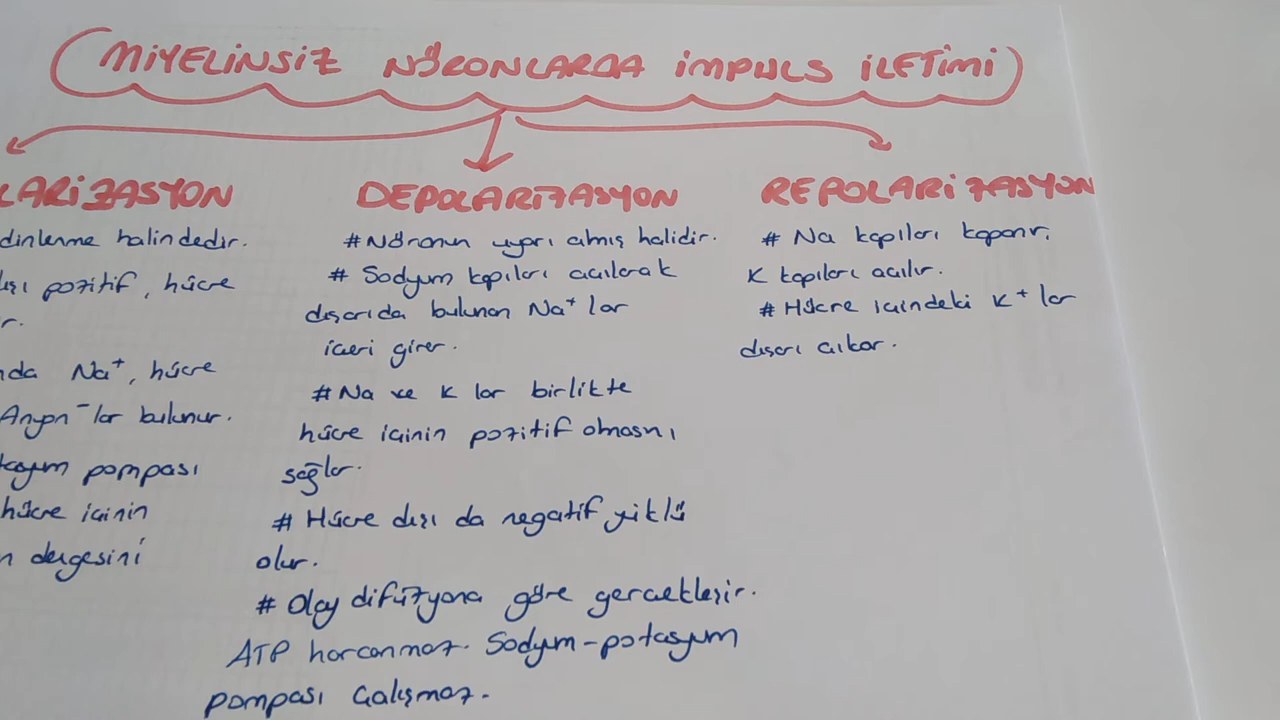 (MİYELİNSİZ NÖRONLARDA İMPULS İLETİMİ)
LARİZASYON
dinlenme halindedir.
ışı pozitif, hücre
r.
nda Na⁺, hücre
Anyon⁻lar bulunur.
tasyum pompası
hücre içinin
n dengesini
DEPOLARİZASYON
#Nöronun uyarı almış halidir.
# Sodyum kapıları açılarak
dışarıda bulunan Na⁺ lar
içeri girer.
#Na ve K lar birlikte
hücre içinin pozitif olmasını
sağlar.
# Hücre dışı da negatif yüklü
olur.
# Olay difüzyona göre gerçekleşir.
ATP harcanmaz. Sodyum-potasyum
pompası Çalışmaz.
REPOLARİZASYON
# Na kapıları kapanır,
K kapıları açılır.
# Hücre içindeki K⁺ lar
dışarı çıkar.